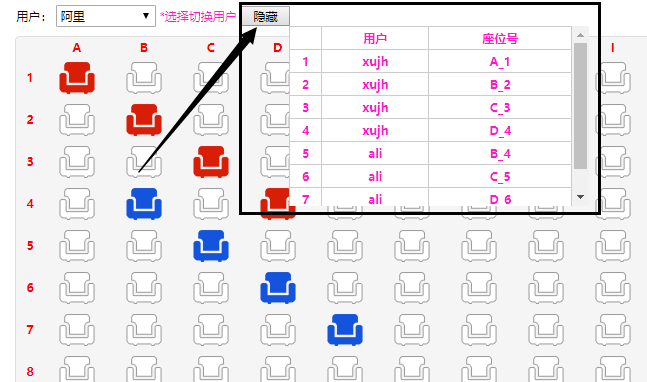 用户： 阿里 *选择切换用户 隐藏
用户 座位号
1 xujh A_1
2 xujh B_2
3 xujh C_3
4 xujh D_4
5 ali B_4
6 ali C_5
7 ali D_6
A B C D I
1
2
3
4
5
6
7
8